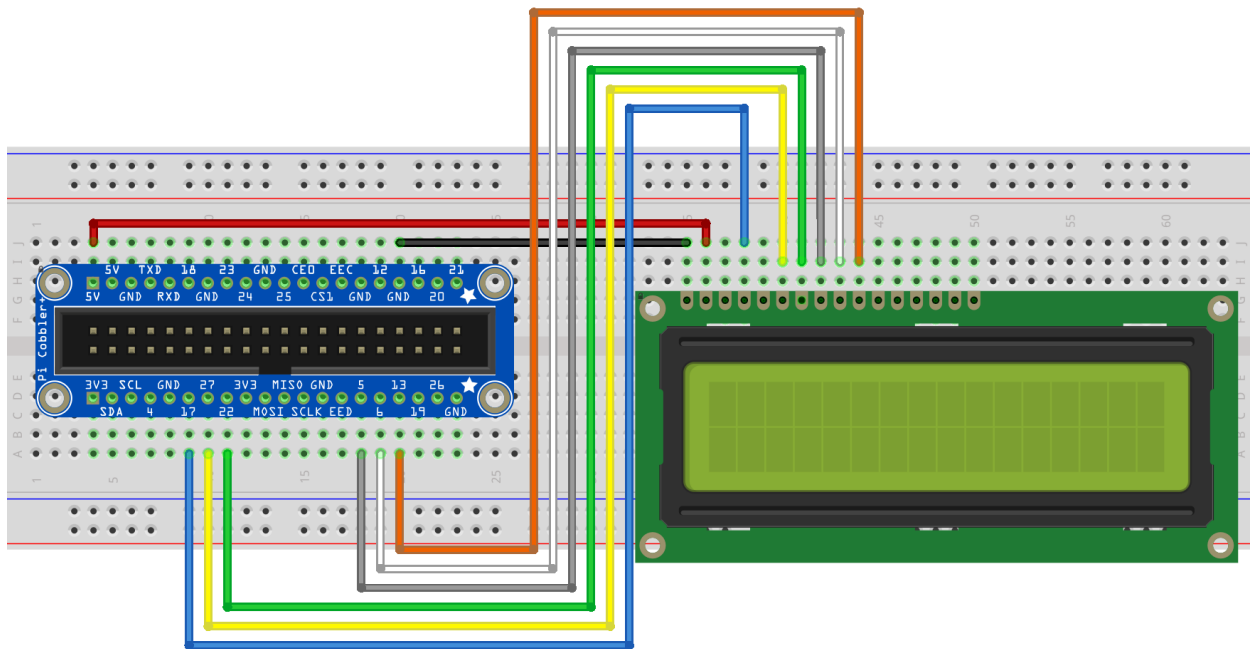 1 45 50 55 60
J J
I I
H H
G G
F F
5V TXD 18 23 GND CE0 EEC 12 16 21
5V GND RXD GND 24 25 CS1 GND GND 20
Pi Cobbler+
E E
D D
C C
B B
A A
3V3 SCL GND 27 3V3 MISO GND 5 13 26
SDA 4 17 22 MOSI SCLK EED 6 19 GND
1 5 15 25